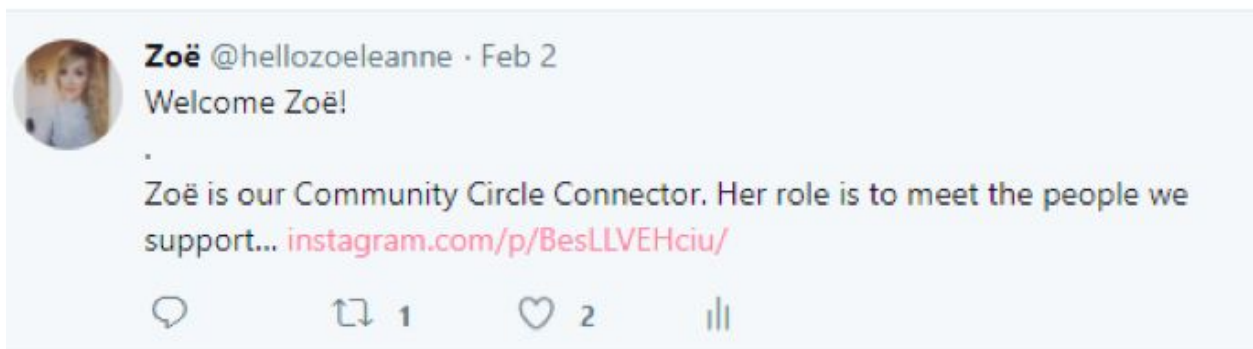 Zoë @hellozoeleanne · Feb 2
Welcome Zoë!
.
Zoë is our Community Circle Connector. Her role is to meet the people we
support... instagram.com/p/BesLLVEHciu/
1 2